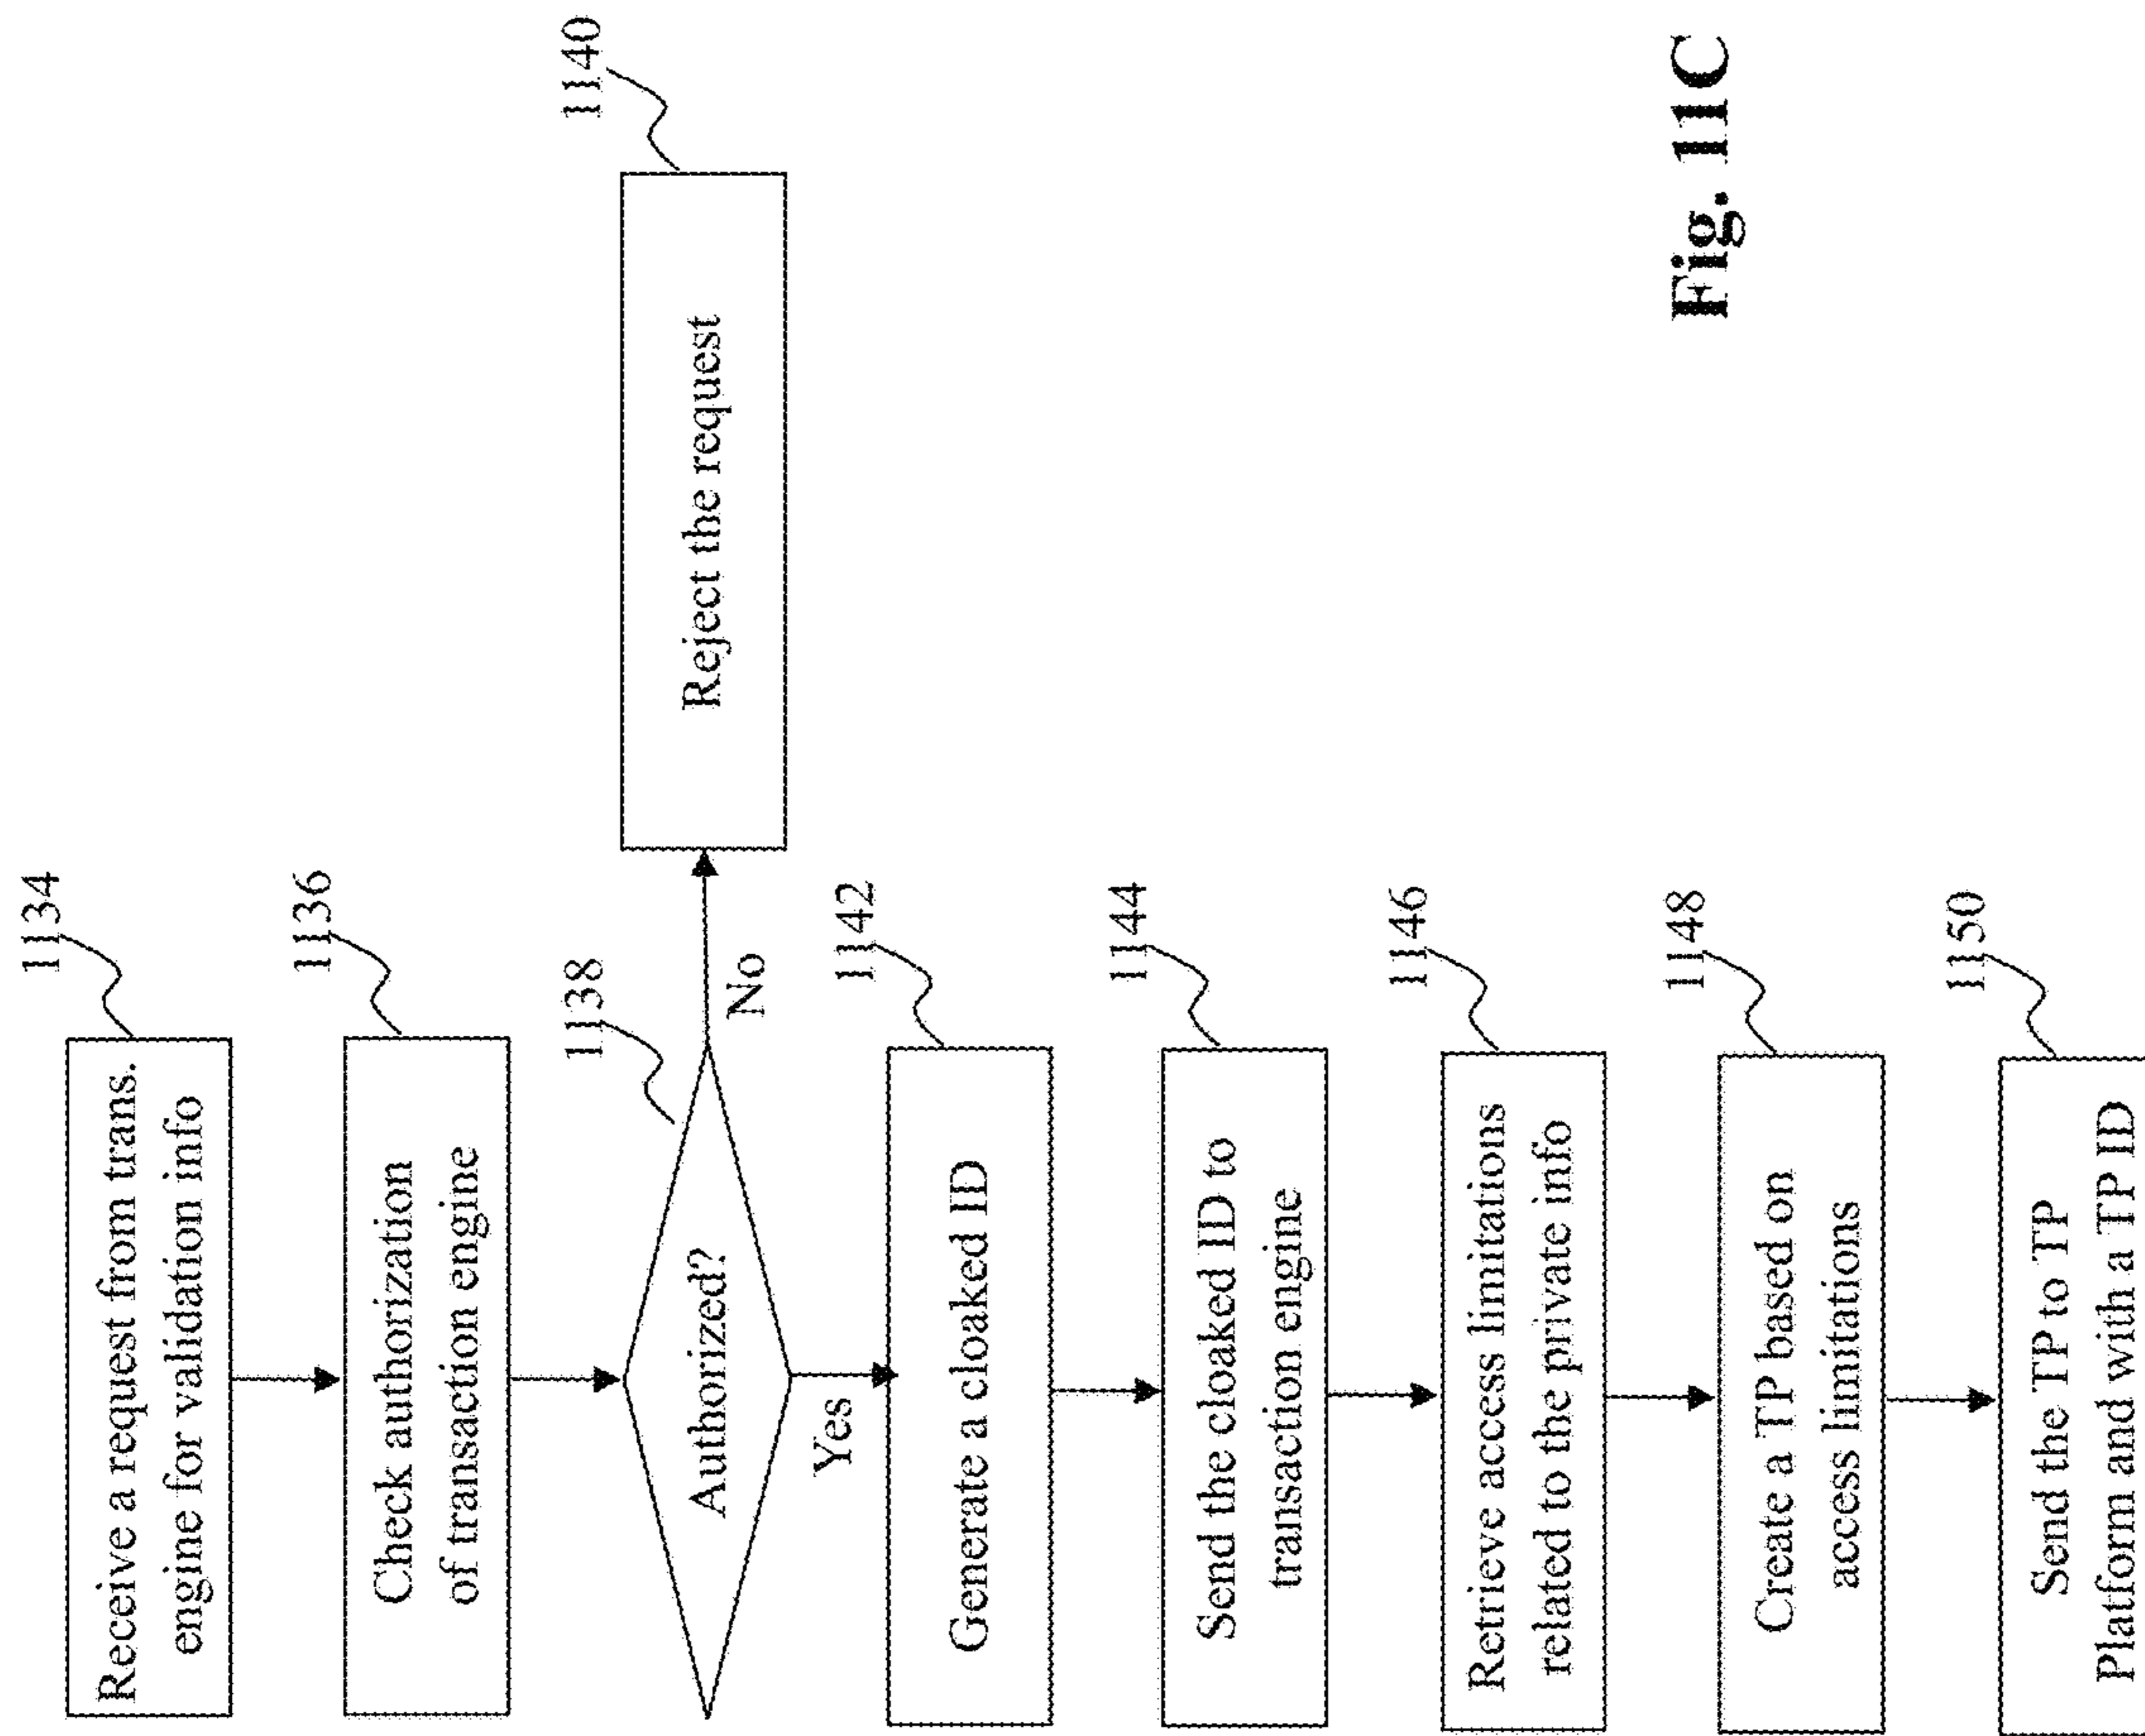 1134
Receive a request from trans.
engine for validation info
1136
Check authorization
of transaction engine
1138
Authorized?
No
1140
Reject the request
Yes
1142
Generate a cloaked ID
1144
Send the cloaked ID to
transaction engine
1146
Retrieve access limitations
related to the private info
1148
Create a TP based on
access limitations
1150
Send the TP to TP
Platform and with a TP ID
Fig. 11C